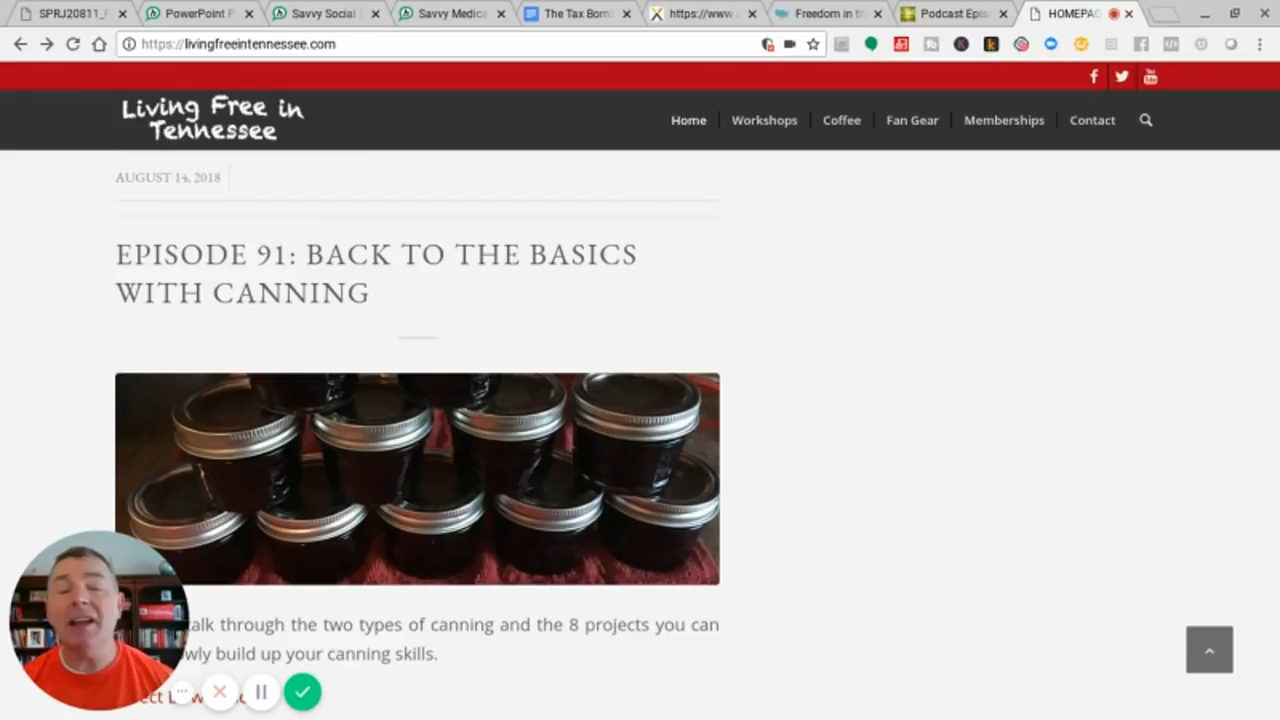 SPRJ20811_
PowerPoint P
Savvy Social
Savvy Medica
The Tax Bom
https://www.
Freedom in t
Podcast Epis
HOMEPAG
https://livingfreeintennessee.com
Living Free in
Tennessee
Home
Workshops
Coffee
Fan Gear
Memberships
Contact
AUGUST 14, 2018
EPISODE 91: BACK TO THE BASICS
WITH CANNING
alk through the two types of canning and the 8 projects you can
wly build up your canning skills.